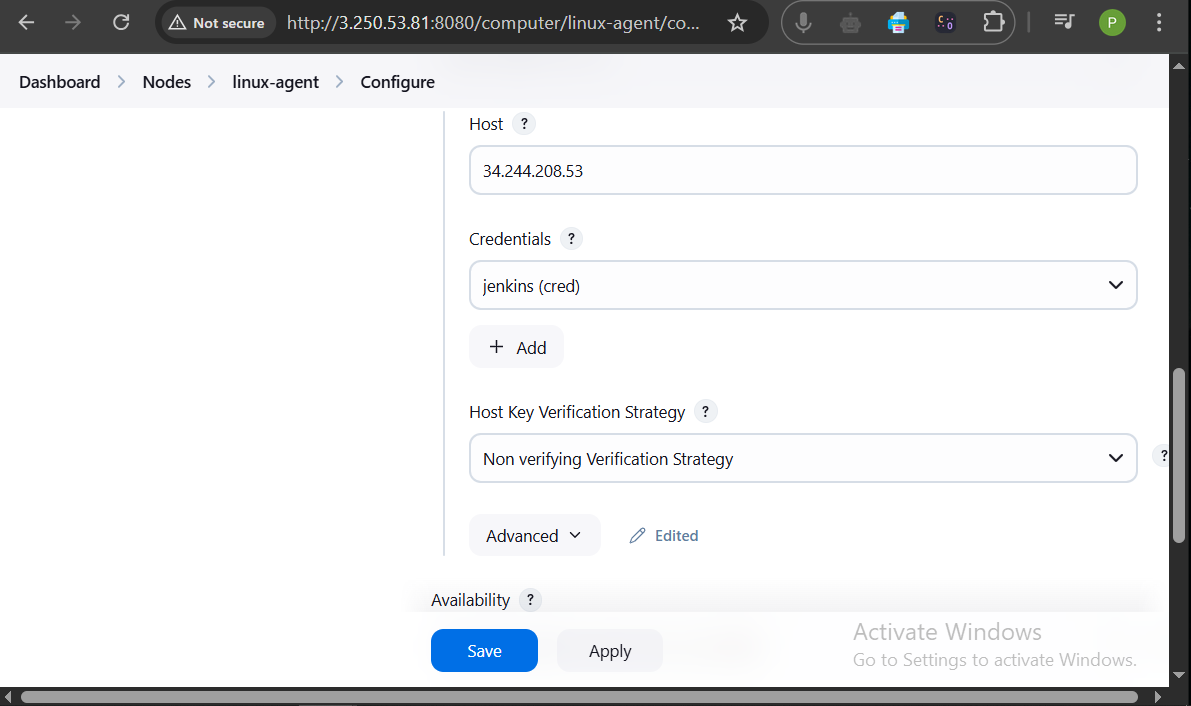 Not secure
http://3.250.53.81:8080/computer/linux-agent/co...
P
Dashboard > Nodes > linux-agent > Configure
Host ?
34.244.208.53
Credentials ?
jenkins (cred)
+ Add
Host Key Verification Strategy ?
Non verifying Verification Strategy
?
Advanced
Edited
Availability ?
Save
Apply
Activate Windows
Go to Settings to activate Windows.